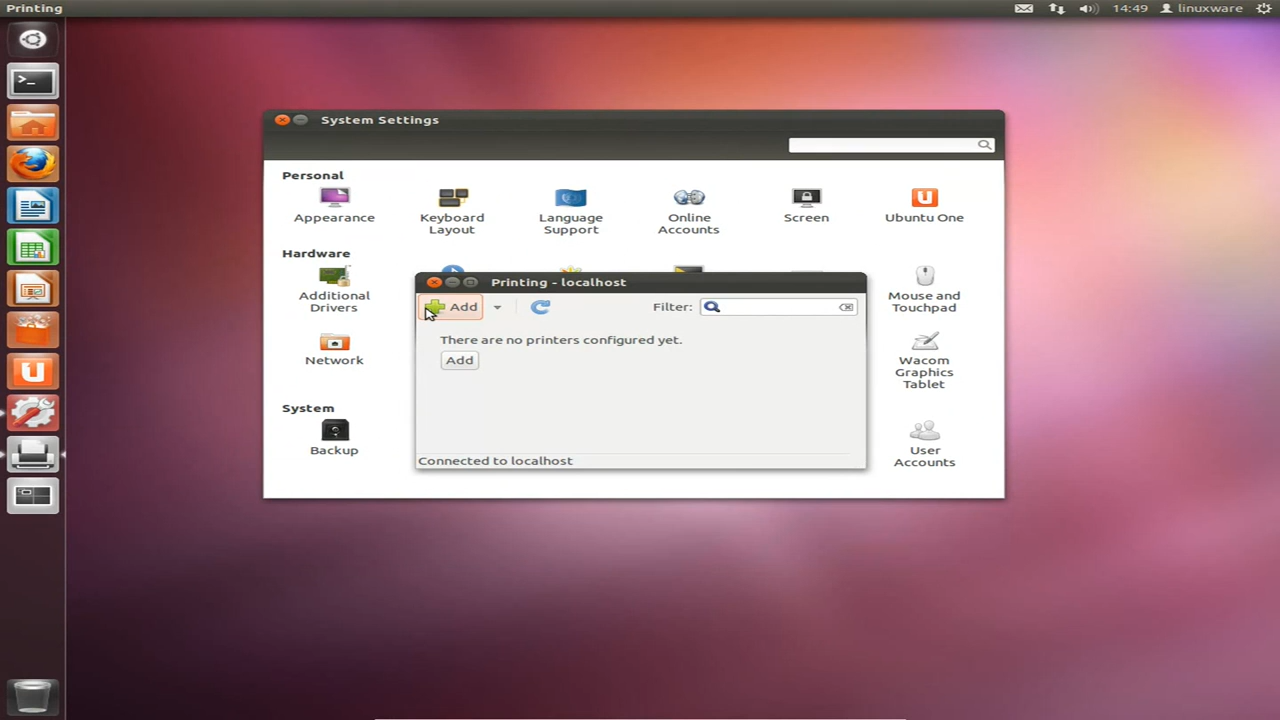 Printing
14:49 linuxware
System Settings
Personal
Appearance
Keyboard Layout
Language Support
Online Accounts
Screen
Ubuntu One
Hardware
Additional Drivers
Mouse and Touchpad
Network
Wacom Graphics Tablet
System
Backup
User Accounts
Printing - localhost
Add
Filter:
There are no printers configured yet.
Add
Connected to localhost